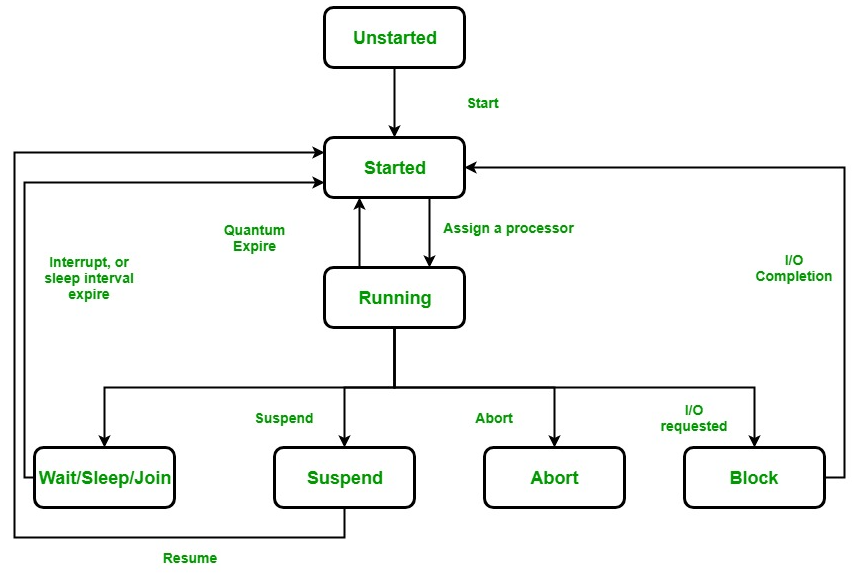 Unstarted
Start
Started
Quantum
Expire
Assign a processor
Interrupt, or
sleep interval
expire
I/O
Completion
Running
Suspend
Abort
I/O
requested
Wait/Sleep/Join
Suspend
Abort
Block
Resume